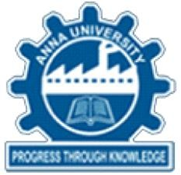 ANNA UNIVERSITY
PROGRESS THROUGH KNOWLEDGE